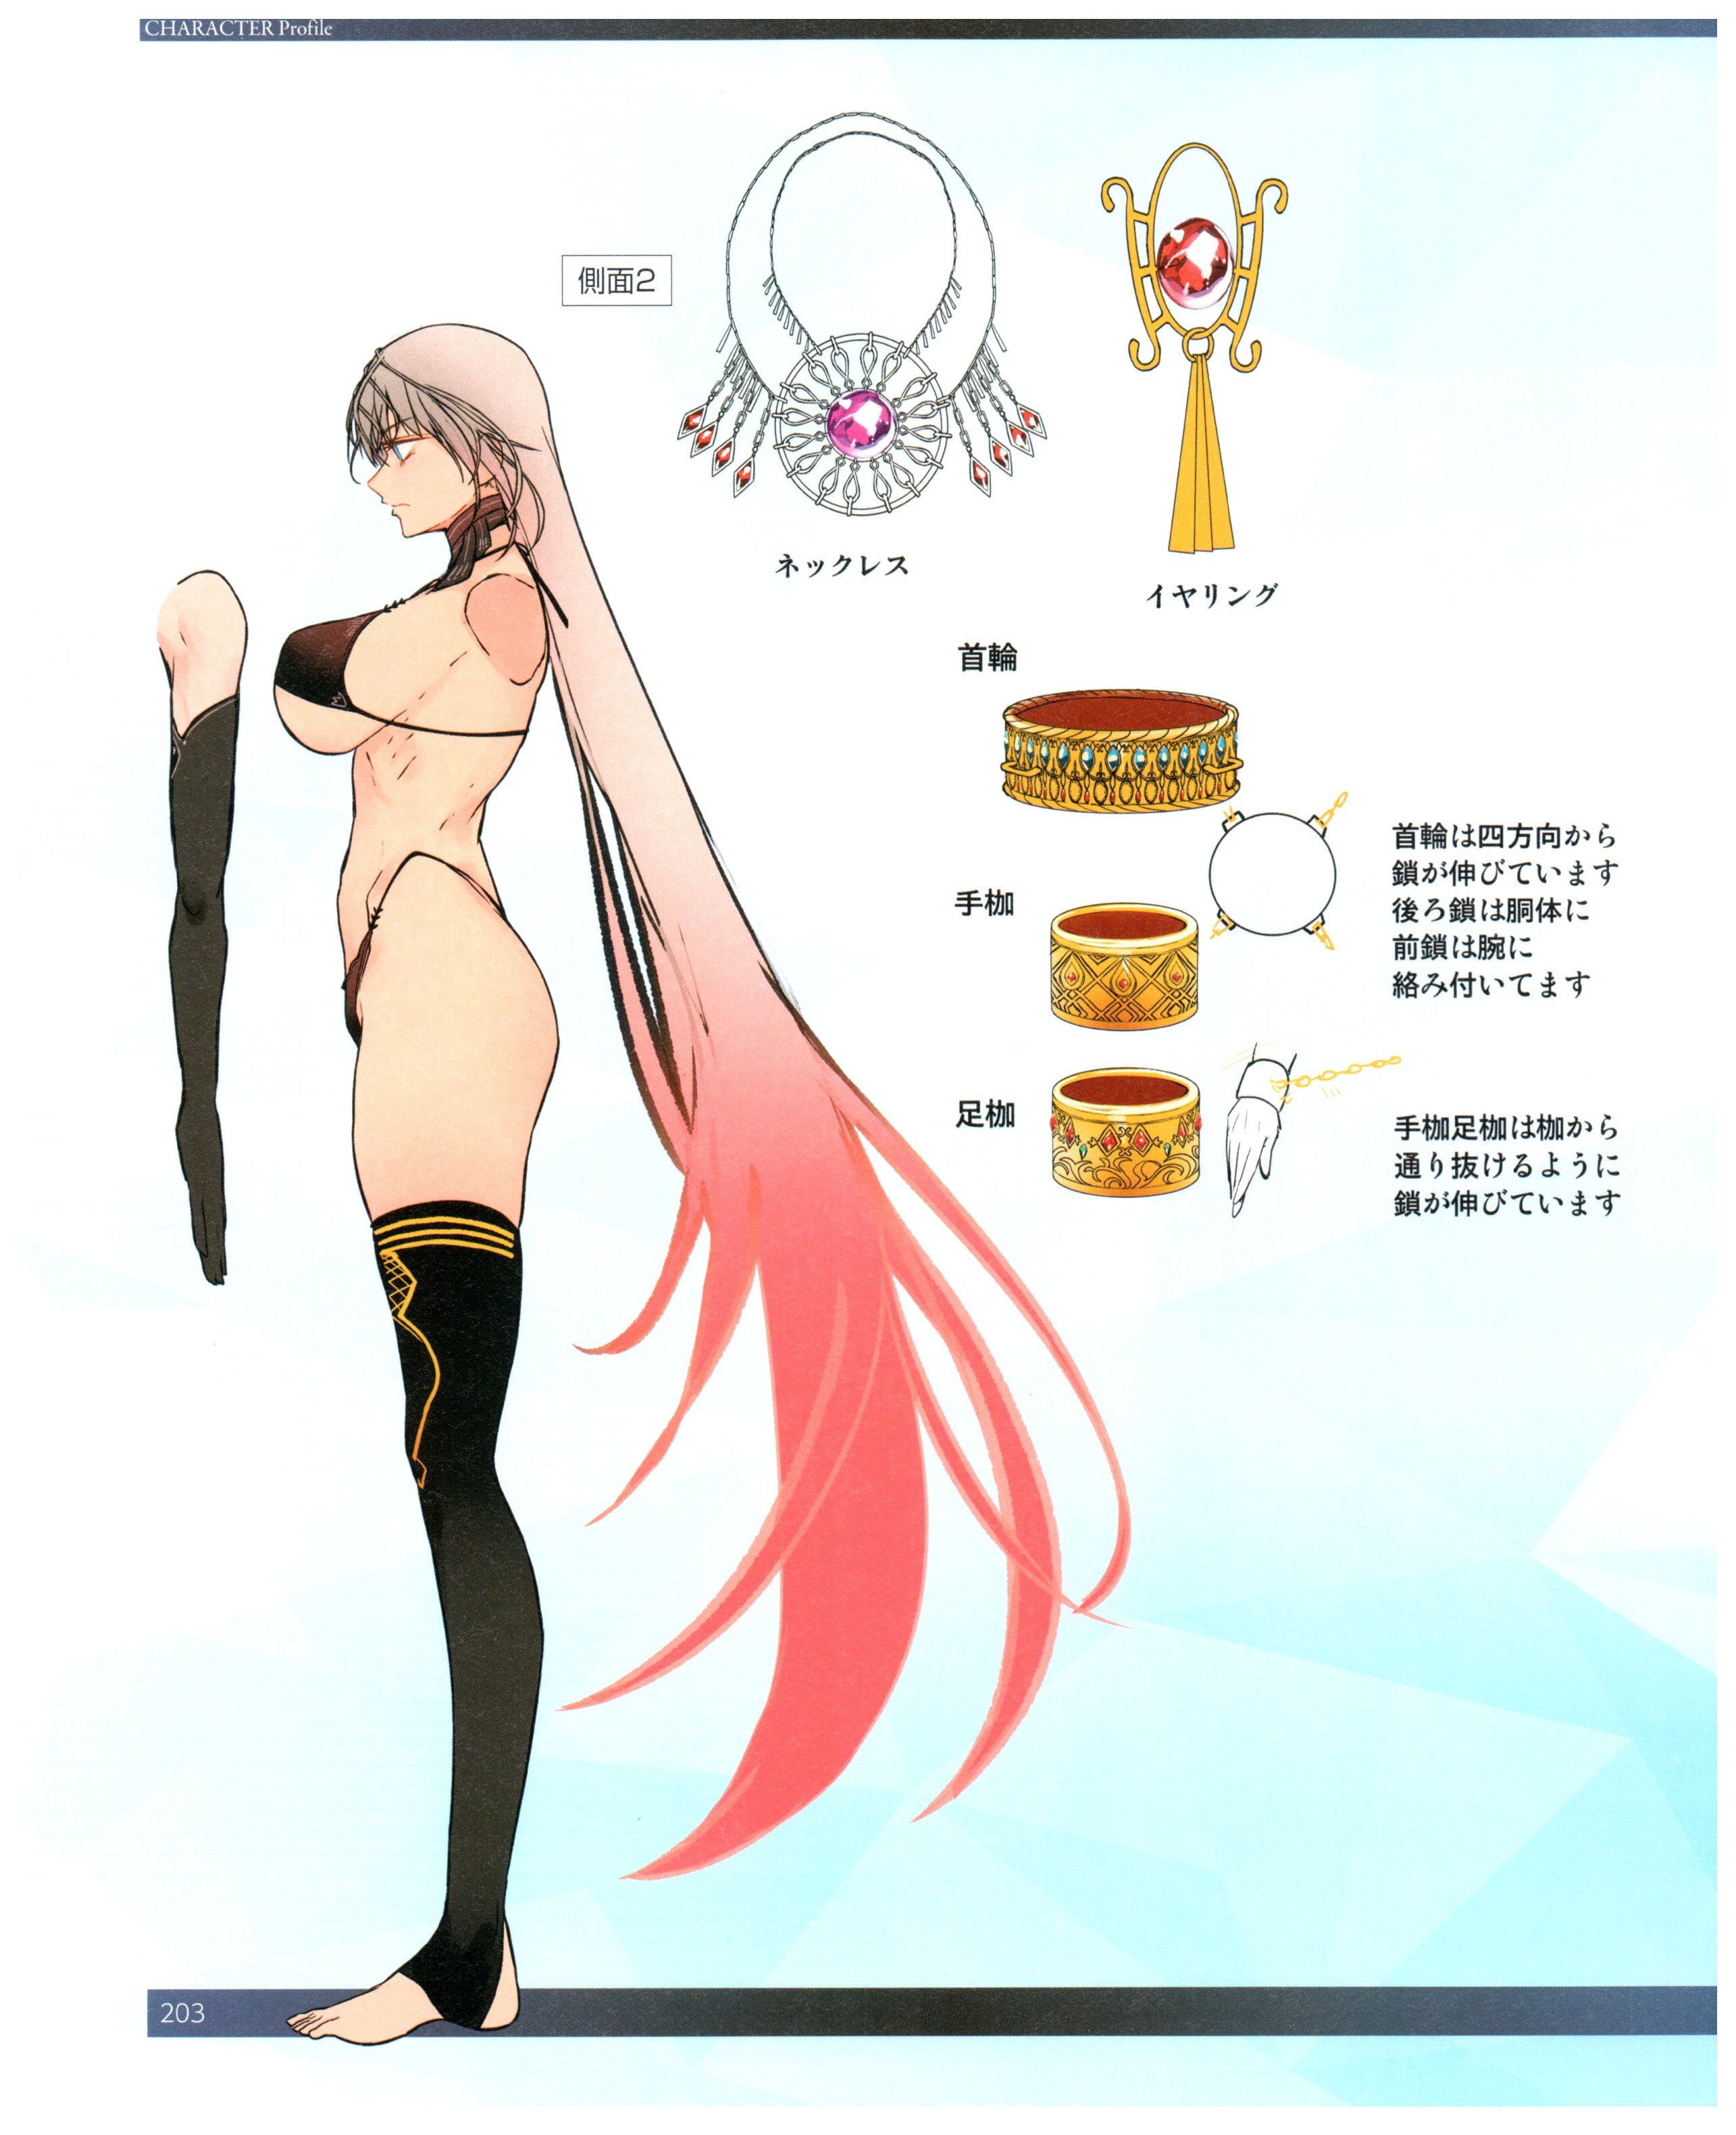 CHARACTER Profile
側面2
ネックレス
イヤリング
首輪
首輪は四方向から
鎖が伸びています
後ろ鎖は胴体に
前鎖は腕に
絡み付いてます
手枷
足枷
手枷足枷は枷から
通り抜けるように
鎖が伸びています
203